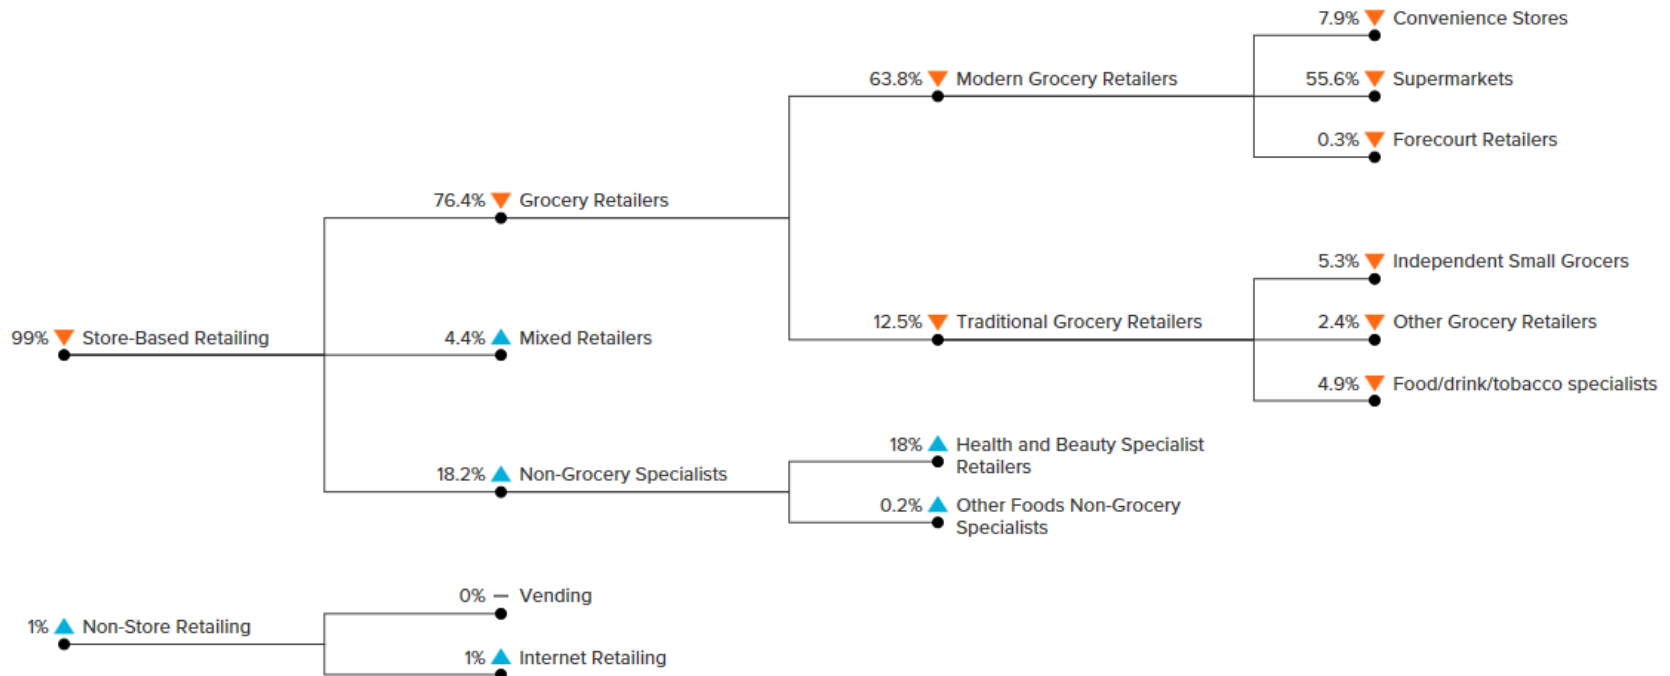 7.9% Convenience Stores
63.8% Modern Grocery Retailers
55.6% Supermarkets
0.3% Forecourt Retailers
76.4% Grocery Retailers
5.3% Independent Small Grocers
12.5% Traditional Grocery Retailers
2.4% Other Grocery Retailers
99% Store-Based Retailing
4.4% Mixed Retailers
4.9% Food/drink/tobacco specialists
18% Health and Beauty Specialist
Retailers
18.2% Non-Grocery Specialists
0.2% Other Foods Non-Grocery
Specialists
0% – Vending
1% Non-Store Retailing
1% Internet Retailing